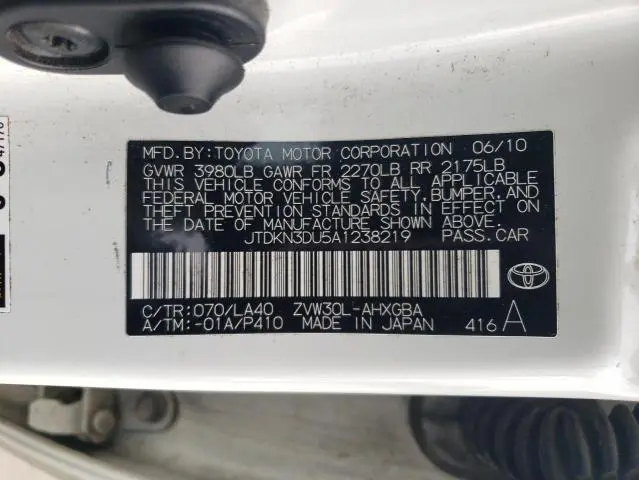 MFD. BY: TOYOTA MOTOR CORPORATION 06/10
GVWR 3980LB GAWR FR 2270LB RR 2175LB
THIS VEHICLE CONFORMS TO ALL APPLICABLE
FEDERAL MOTOR VEHICLE SAFETY, BUMPER, AND
THEFT PREVENTION STANDARDS IN EFFECT ON
THE DATE OF MANUFACTURE SHOWN ABOVE.
JTDKN3DU5A1238219 PASS. CAR
C/TR: 070/LA40 ZVW30L-AHXGBA
A/TM: -01A/P410 MADE IN JAPAN 416 A